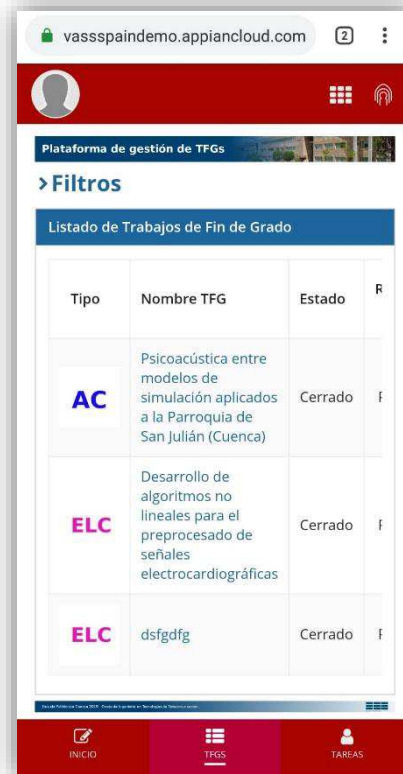 vassspaindemo.appiancloud.com 2
Plataforma de gestión de TFGs
>Filtros
Listado de Trabajos de Fin de Grado
Tipo Nombre TFG Estado R
AC
Psicoacústica entre
modelos de
simulación aplicados
a la Parroquia de
San Julián (Cuenca)
Cerrado
ELC
Desarrollo de
algoritmos no
lineales para el
preprocesado de
señales
electrocardiográficas
Cerrado
ELC dsfgdfg Cerrado
INICIO TFGS TAREAS